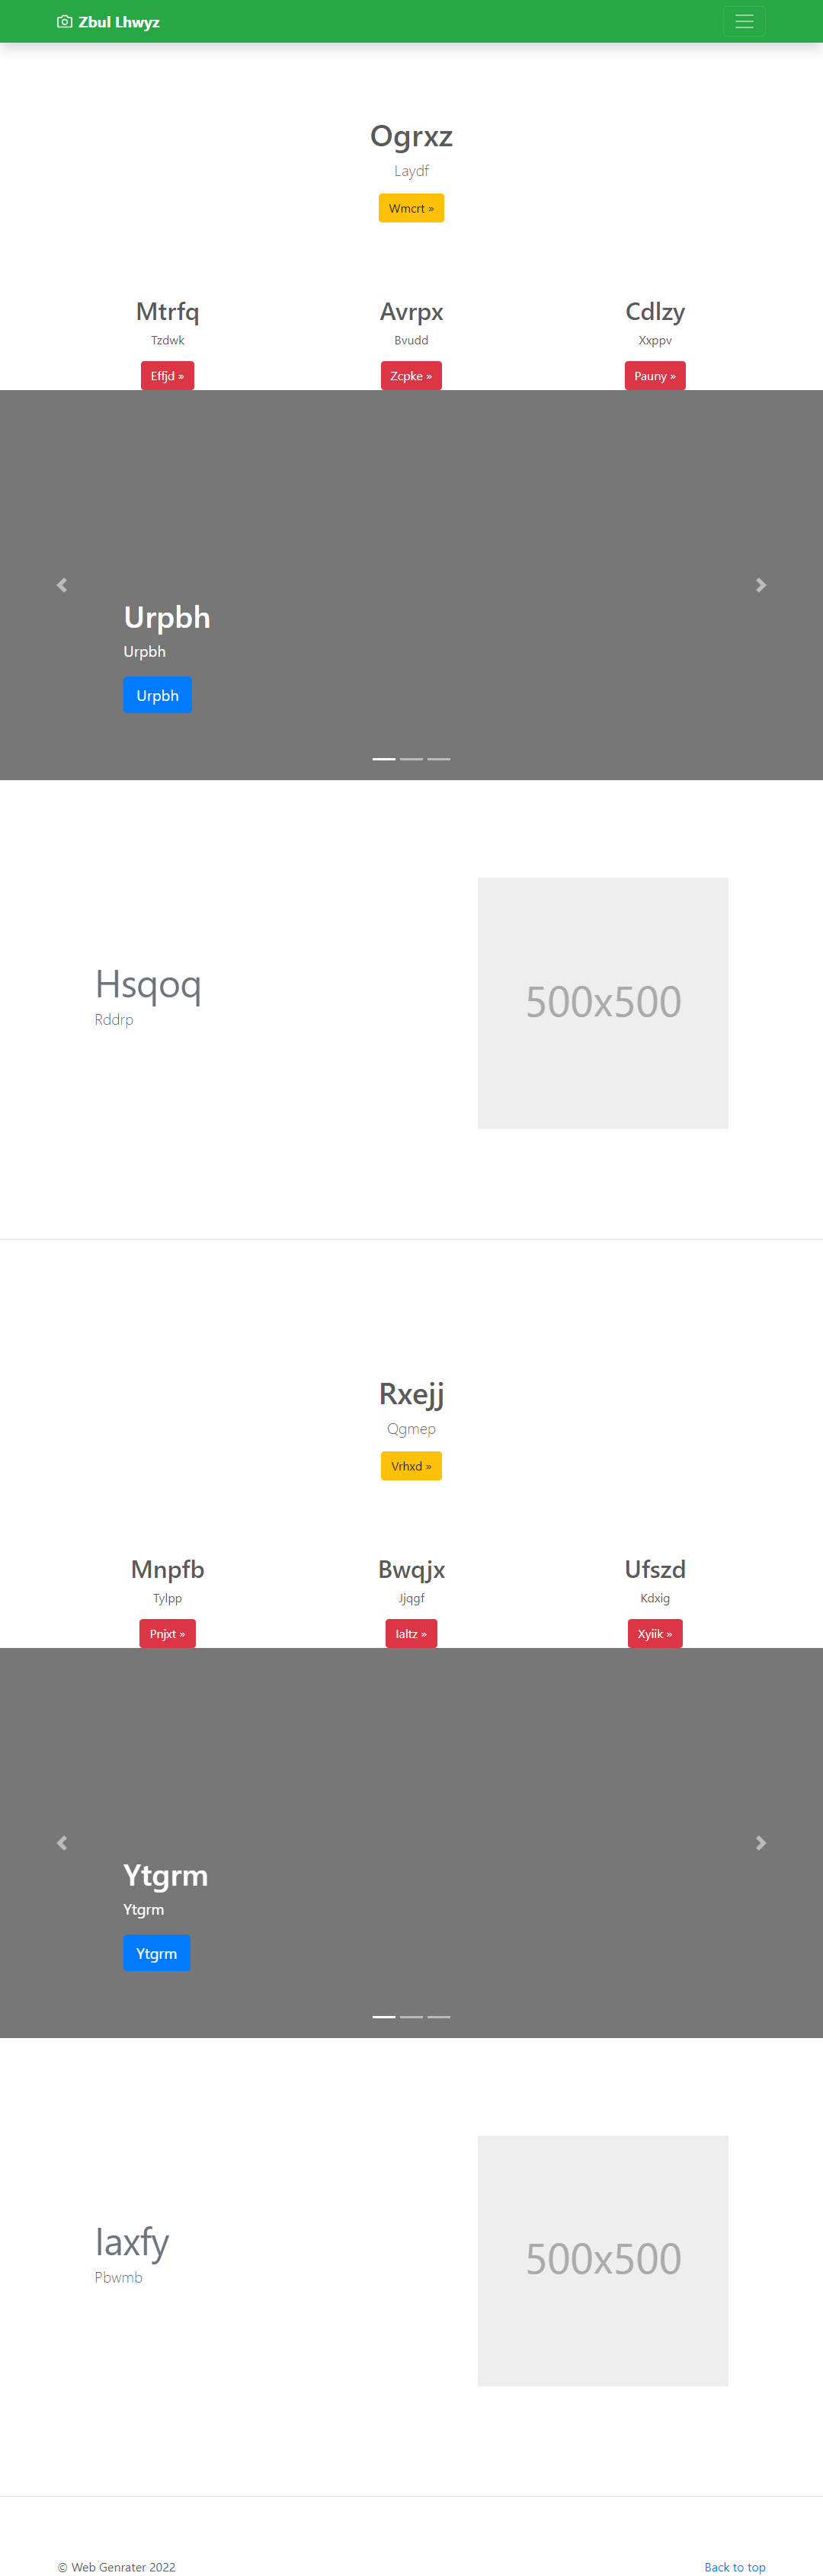 Zbul Lhwyz
Ogrxz
Laydf
Wmcrt »
Mtrfq Avrpx Cdlzy
Tzdwk Bvudd Xxppv
Effjd » Zcpke » Pauny »
Urpbh
Urpbh
Urpbh
Hsqoq
Rddrp
500x500
Rxejj
Qgmep
Vrhxd »
Mnpfb Bwqjx Ufszd
Tylpp Jjqgf Kdxig
Pnjxt » Ialtz » Xyiik »
Ytgrm
Ytgrm
Ytgrm
Iaxfy
Pbwmb
500x500
© Web Genrater 2022 Back to top